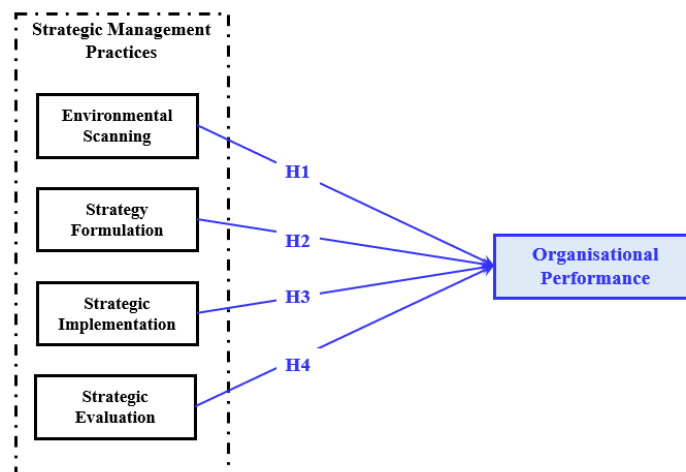 Strategic Management
Practices
Environmental
Scanning
H1
Strategy
Formulation
H2
Organisational
Performance
Strategic
Implementation
H3
H4
Strategic
Evaluation